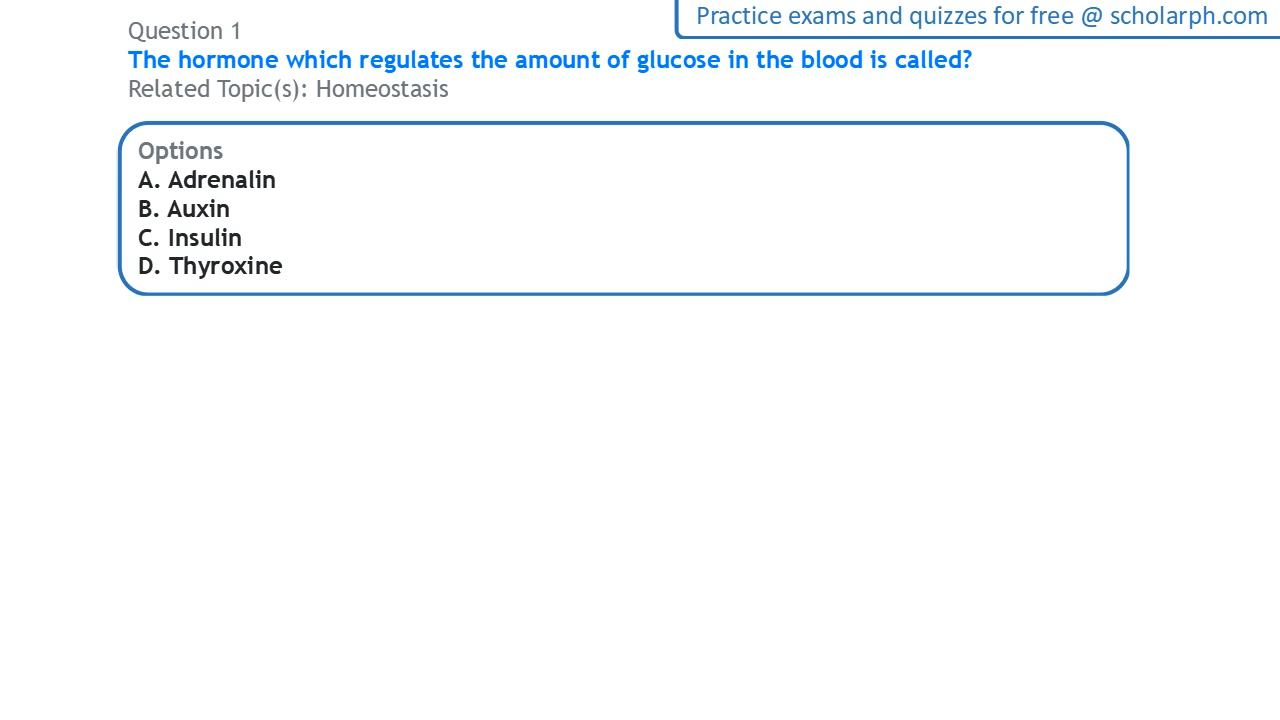 Practice exams and quizzes for free @ scholarph.com
Question 1
The hormone which regulates the amount of glucose in the blood is called?
Related Topic(s): Homeostasis
Options
A. Adrenalin
B. Auxin
C. Insulin
D. Thyroxine